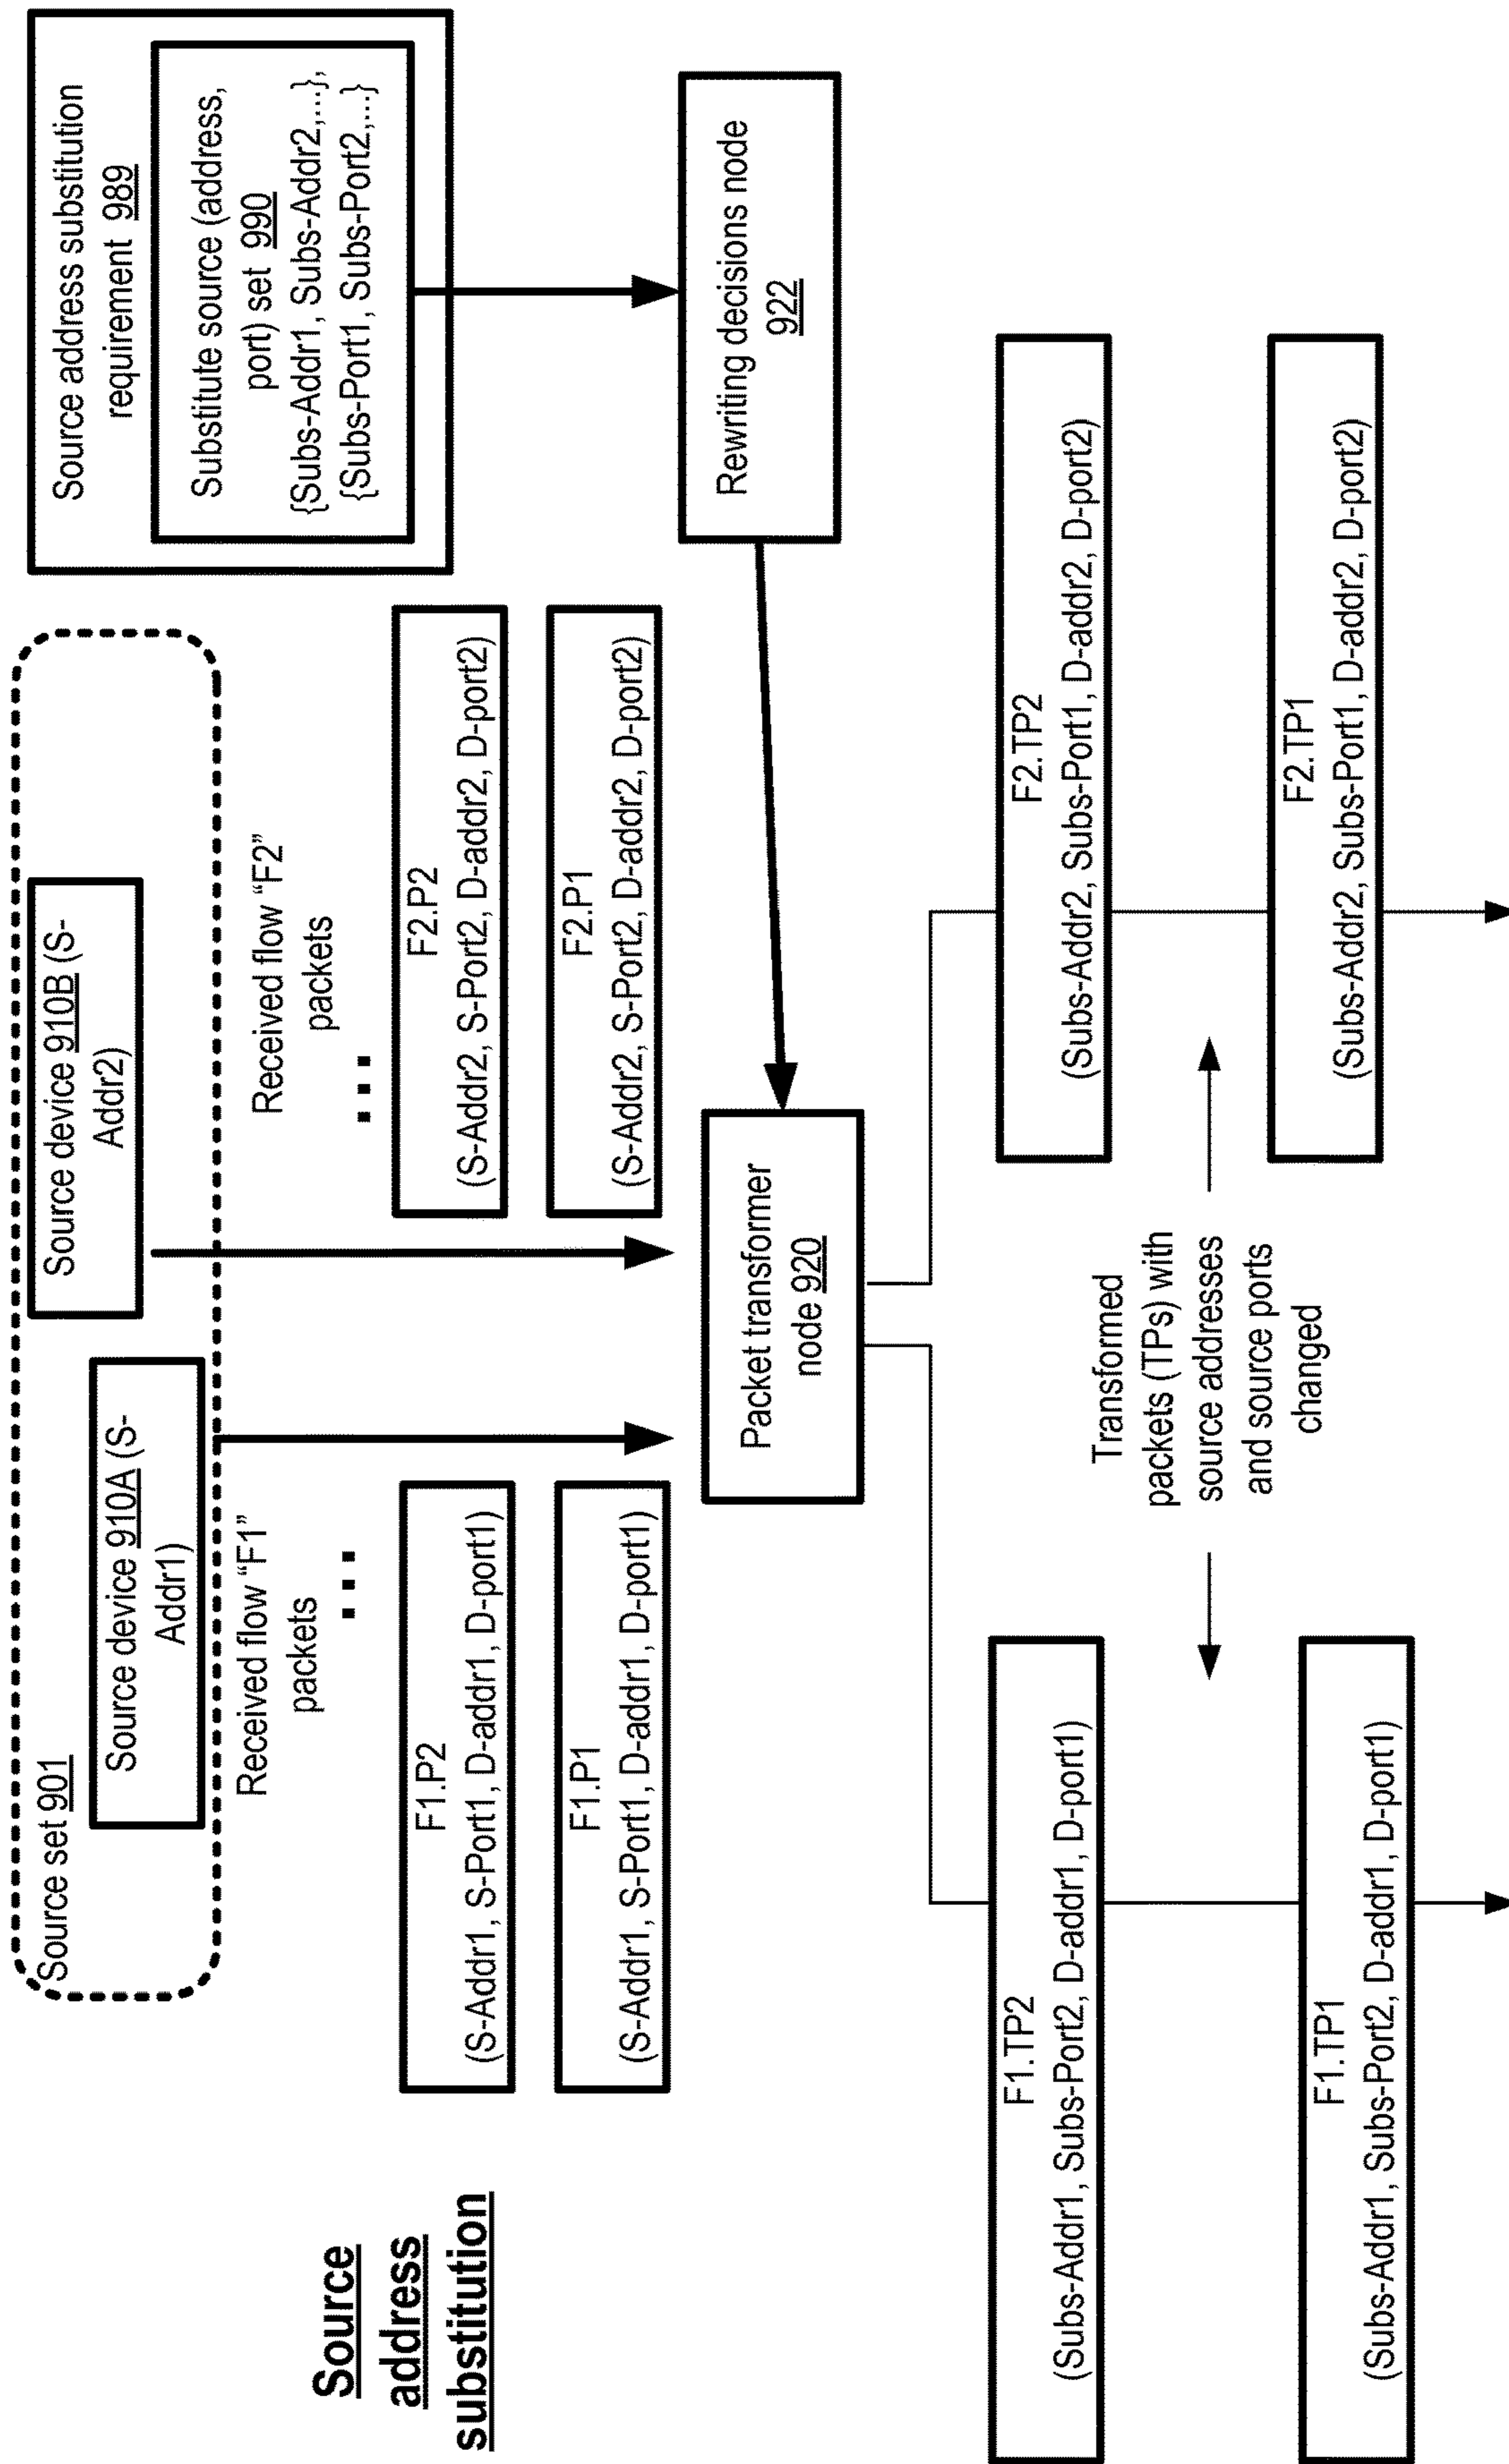 Source
address
substitution
Source set 901
Source device 910A (S-
Addr1)
Source device 910B (S-
Addr2)
Source address substitution
requirement 989
Substitute source (address,
port) set 990
{Subs-Addr1, Subs-Addr2,...},
{Subs-Port1, Subs-Port2,...}
Received flow “F1”
packets
...
Received flow “F2”
packets
...
F1.P2
(S-Addr1, S-Port1, D-addr1, D-port1)
F1.P1
(S-Addr1, S-Port1, D-addr1, D-port1)
F2.P2
(S-Addr2, S-Port2, D-addr2, D-port2)
F2.P1
(S-Addr2, S-Port2, D-addr2, D-port2)
Rewriting decisions node
922
Packet transformer
node 920
F1.TP2
(Subs-Addr1, Subs-Port2, D-addr1, D-port1)
F1.TP1
(Subs-Addr1, Subs-Port2, D-addr1, D-port1)
Transformed
packets (TPs) with
source addresses
and source ports
changed
F2.TP2
(Subs-Addr2, Subs-Port1, D-addr2, D-port2)
F2.TP1
(Subs-Addr2, Subs-Port1, D-addr2, D-port2)